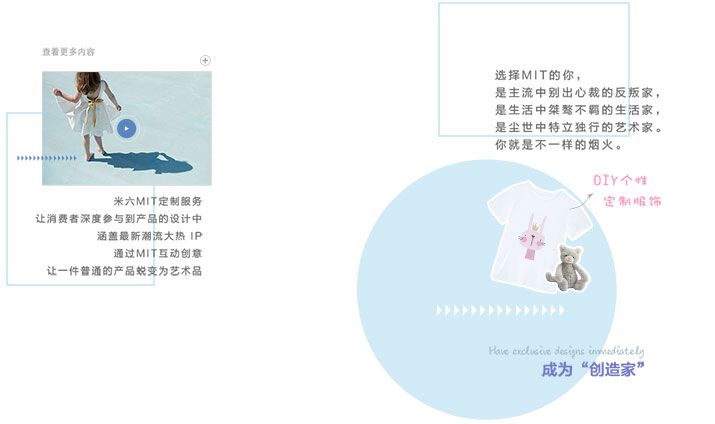 查看更多内容
米六MIT定制服务
让消费者深度参与到产品的设计中
涵盖最新潮流大热 IP
通过MIT互动创意
让一件普通的产品蜕变为艺术品
选择MIT的你，
是主流中别出心裁的反叛家，
是生活中桀骜不羁的生活家，
是尘世中特立独行的艺术家。
你就是不一样的烟火。
DIY个性
定制服饰
Have exclusive designs immediately
成为“创造家”